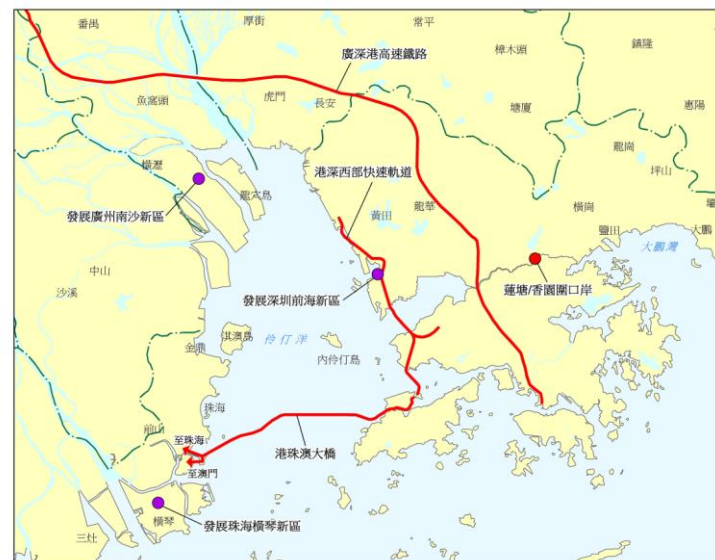 番禺
厚街
常平
鎮隆
廣深港高速鐵路
樟木頭
魚窩頭
虎門
長安
塘廈
惠陽
橫瀝
龍崗
坪山
港深西部快速軌道
發展廣州南沙新區
龍穴島
黃田
龍華
橫崗
鹽田
大鵬
大鵬灣
中山
沙溪
發展深圳前海新區
蓮塘/香園圍口岸
淇澳島
金鼎
伶仃洋
內伶仃島
珠海
前山
至珠海
港珠澳大橋
至澳門
橫琴
發展珠海橫琴新區
三灶